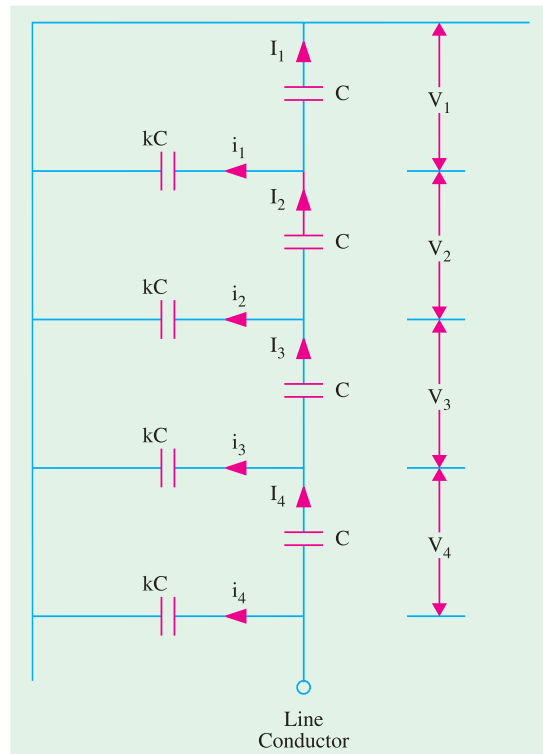 I₁
C
V₁
kC
i₁
I₂
C
V₂
kC
i₂
I₃
C
V₃
kC
i₃
I₄
C
V₄
kC
i₄
Line
Conductor